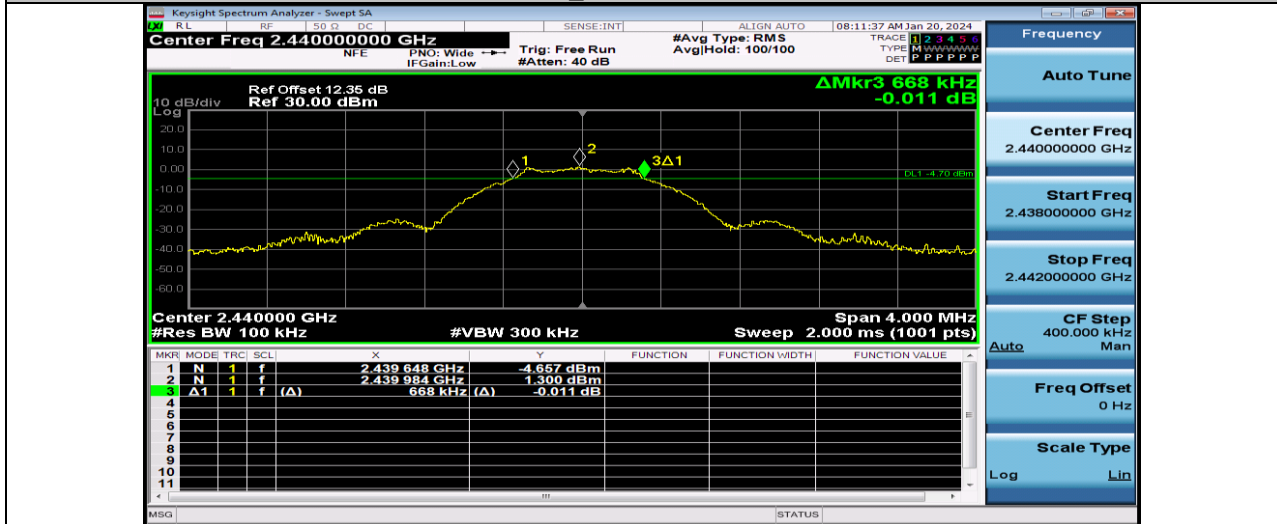 Keysight Spectrum Analyzer - Swept SA
RL RF 50 Ω DC SENSE:INT ALIGN AUTO 08:11:37 AM Jan 20, 2024
Center Freq 2.440000000 GHz
NFE PNO: Wide Trig: Free Run #Avg Type: RMS TRACE 1 2 3 4 5 6
IFGain:Low #Atten: 40 dB Avg|Hold: 100/100 TYPE M WWWWW
DET P P P P P P
Ref Offset 12.35 dB ΔMkr3 668 kHz
10 dB/div Ref 30.00 dBm -0.011 dB
Log
20.0
10.0
0.00
-10.0
-20.0
-30.0
-40.0
-50.0
-60.0
1
2
3Δ1
DL1 -4.70 dBm
Center 2.440000 GHz Span 4.000 MHz
#Res BW 100 kHz #VBW 300 kHz Sweep 2.000 ms (1001 pts)
MKR MODE TRC SCL X Y FUNCTION FUNCTION WIDTH FUNCTION VALUE
1 N 1 f 2.439 648 GHz -4.657 dBm
2 N 1 f 2.439 984 GHz 1.300 dBm
3 Δ1 1 f (Δ) 668 kHz (Δ) -0.011 dB
4
5
6
7
8
9
10
11
MSG STATUS
Frequency
Auto Tune
Center Freq
2.440000000 GHz
Start Freq
2.438000000 GHz
Stop Freq
2.442000000 GHz
CF Step
400.000 kHz
Auto Man
Freq Offset
0 Hz
Scale Type
Log Lin